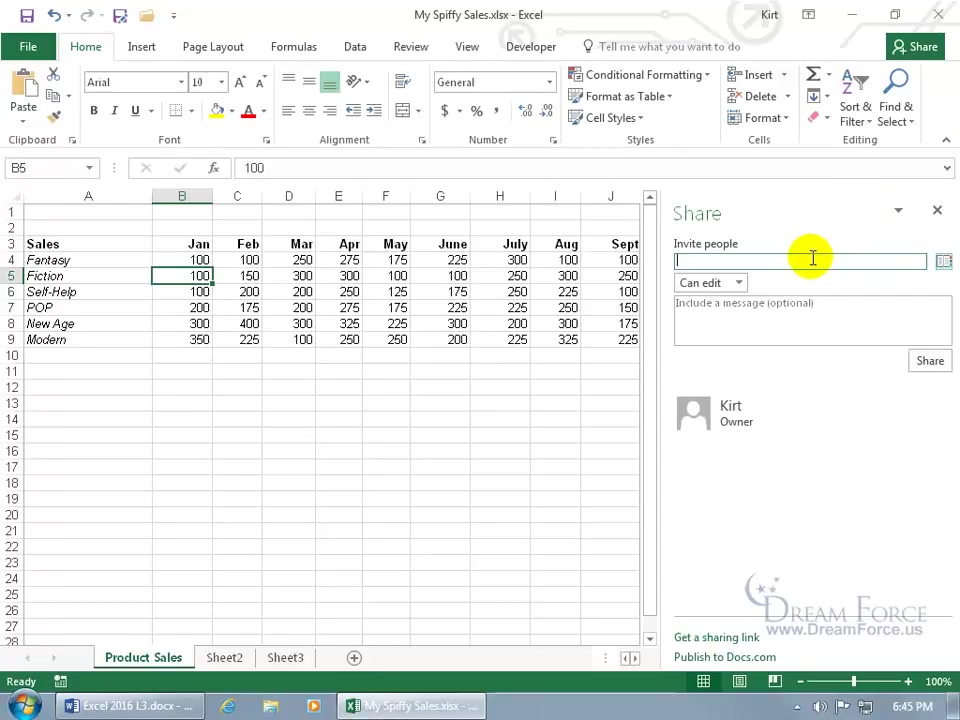 My Spiffy Sales.xlsx - Excel
Kirt
File Home Insert Page Layout Formulas Data Review View Developer Tell me what you want to do Share
Paste
Arial 10
General
Conditional Formatting
Format as Table
Cell Styles
Insert
Delete
Format
Sort & Filter
Find & Select
Clipboard Font Alignment Number Styles Cells Editing
B5 fx 100
A B C D E F G H I J
1
2
3 Sales Jan Feb Mar Apr May June July Aug Sept
4 Fantasy 100 100 250 275 175 225 300 100 100
5 Fiction 100 150 300 300 100 100 250 300 250
6 Self-Help 100 200 200 250 125 175 250 225 100
7 POP 200 175 200 275 175 225 225 250 150
8 New Age 300 400 300 325 225 300 200 300 175
9 Modern 350 225 100 250 250 200 225 325 225
10
11
12
13
14
15
16
17
18
19
20
21
22
23
24
25
26
27
28
Share
Invite people
Can edit
Include a message (optional)
Share
Kirt
Owner
DREAM FORCE
www.DreamForce.us
Get a sharing link
Publish to Docs.com
Product Sales Sheet2 Sheet3
Ready
100%
Excel 2016 L3.docx - ...
My Spiffy Sales.xlsx - ...
6:45 PM